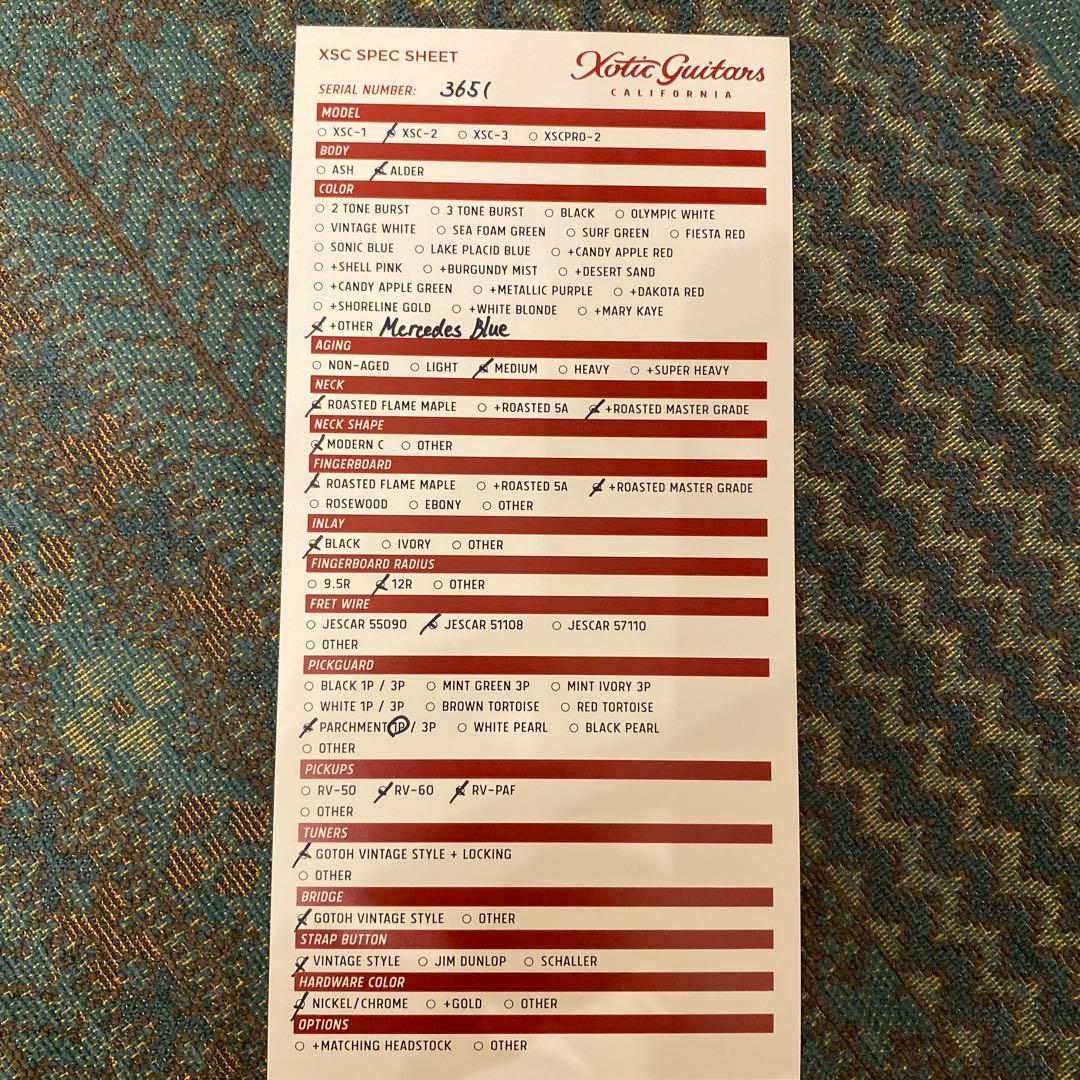 XSC SPEC SHEET
Xotic Guitars
CALIFORNIA
SERIAL NUMBER: 3651
MODEL
XSC-1 XSC-2 XSC-3 XSCPRO-2
BODY
ASH ALDER
COLOR
2 TONE BURST 3 TONE BURST BLACK OLYMPIC WHITE
VINTAGE WHITE SEA FOAM GREEN SURF GREEN FIESTA RED
SONIC BLUE LAKE PLACID BLUE +CANDY APPLE RED
+SHELL PINK +BURGUNDY MIST +DESERT SAND
+CANDY APPLE GREEN +METALLIC PURPLE +DAKOTA RED
+SHORELINE GOLD +WHITE BLONDE +MARY KAYE
+OTHER Mercedes Blue
AGING
NON-AGED LIGHT MEDIUM HEAVY +SUPER HEAVY
NECK
ROASTED FLAME MAPLE +ROASTED 5A +ROASTED MASTER GRADE
NECK SHAPE
MODERN C OTHER
FINGERBOARD
ROASTED FLAME MAPLE +ROASTED 5A +ROASTED MASTER GRADE
ROSEWOOD EBONY OTHER
INLAY
BLACK IVORY OTHER
FINGERBOARD RADIUS
9.5R 12R OTHER
FRET WIRE
JESCAR 55090 JESCAR 51108 JESCAR 57110
OTHER
PICKGUARD
BLACK 1P / 3P MINT GREEN 3P MINT IVORY 3P
WHITE 1P / 3P BROWN TORTOISE RED TORTOISE
PARCHMENT 1P / 3P WHITE PEARL BLACK PEARL
OTHER
PICKUPS
RV-50 RV-60 RV-PAF
OTHER
TUNERS
GOTOH VINTAGE STYLE + LOCKING
OTHER
BRIDGE
GOTOH VINTAGE STYLE OTHER
STRAP BUTTON
VINTAGE STYLE JIM DUNLOP SCHALLER
HARDWARE COLOR
NICKEL/CHROME +GOLD OTHER
OPTIONS
+MATCHING HEADSTOCK OTHER